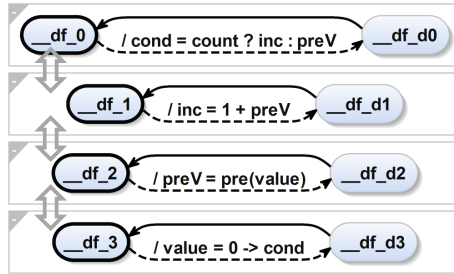 __df_0 / cond = count ? inc : preV __df_d0
__df_1 / inc = 1 + preV __df_d1
__df_2 / preV = pre(value) __df_d2
__df_3 / value = 0 -> cond __df_d3